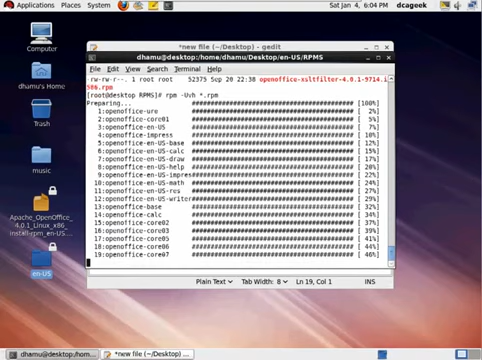 Applications Places System
Sat Jan 4, 6:04 PM dcageek
Computer
dhamu's Home
Trash
music
Apache_OpenOffice_4.0.1_Linux_x86_install-rpm_en-US....
en-US
*new file (~/Desktop) - gedit
dhamu@desktop:/home/dhamu/Desktop/en-US/RPMS
File Edit View Search Terminal Help
-rw-rw-r--. 1 root root 52375 Sep 20 22:38 openoffice-xsltfilter-4.0.1-9714.i
586.rpm
[root@desktop RPMS]# rpm -Uvh *.rpm
Preparing... ########################################### [100%]
1:openoffice-ure ########################################### [ 2%]
2:openoffice-core01 ########################################### [ 5%]
3:openoffice-en-US ########################################### [ 7%]
4:openoffice-impress ########################################### [ 10%]
5:openoffice-en-US-base ########################################### [ 12%]
6:openoffice-en-US-calc ########################################### [ 15%]
7:openoffice-en-US-draw ########################################### [ 17%]
8:openoffice-en-US-help ########################################### [ 20%]
9:openoffice-en-US-impres########################################### [ 22%]
10:openoffice-en-US-math ########################################### [ 24%]
11:openoffice-en-US-res ########################################### [ 27%]
12:openoffice-en-US-writer########################################### [ 29%]
13:openoffice-base ########################################### [ 32%]
14:openoffice-calc ########################################### [ 34%]
15:openoffice-core02 ########################################### [ 37%]
16:openoffice-core03 ########################################### [ 39%]
17:openoffice-core05 ########################################### [ 41%]
18:openoffice-core06 ########################################### [ 44%]
19:openoffice-core07 ########################################### [ 46%]
Plain Text Tab Width: 8 Ln 19, Col 1 INS
dhamu@desktop:/hom...
*new file (~/Desktop) ...